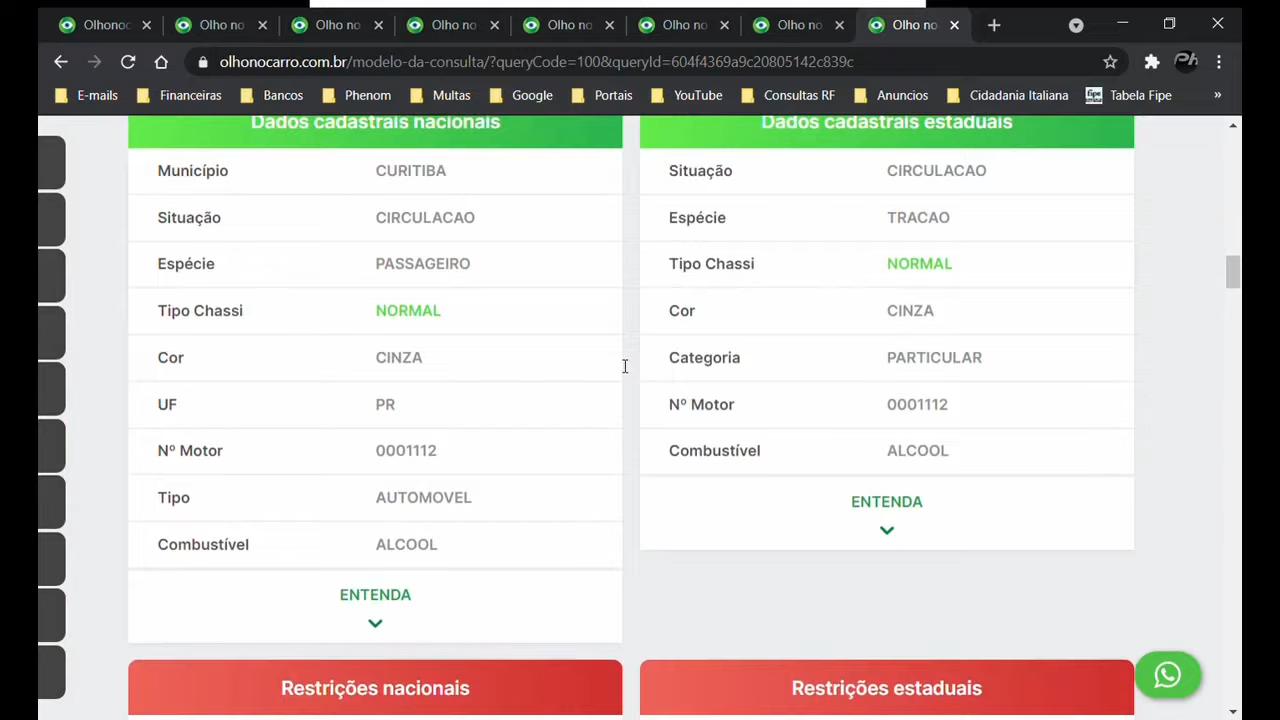 Olhonoc
Olho no
Olho no
Olho no
Olho no
Olho no
Olho no
Olho no
olhonocarro.com.br/modelo-da-consulta/?queryCode=100&queryId=604f4369a9c20805142c839c
Ph
E-mails
Financeiras
Bancos
Phenom
Multas
Google
Portais
YouTube
Consultas RF
Anuncios
Cidadania Italiana
Fipe
Tabela Fipe
»
Dados cadastrais nacionais
Município CURITIBA
Situação CIRCULACAO
Espécie PASSAGEIRO
Tipo Chassi NORMAL
Cor CINZA
UF PR
Nº Motor 0001112
Tipo AUTOMOVEL
Combustível ALCOOL
ENTENDA
Dados cadastrais estaduais
Situação CIRCULACAO
Espécie TRACAO
Tipo Chassi NORMAL
Cor CINZA
Categoria PARTICULAR
Nº Motor 0001112
Combustível ALCOOL
ENTENDA
Restrições nacionais
Restrições estaduais